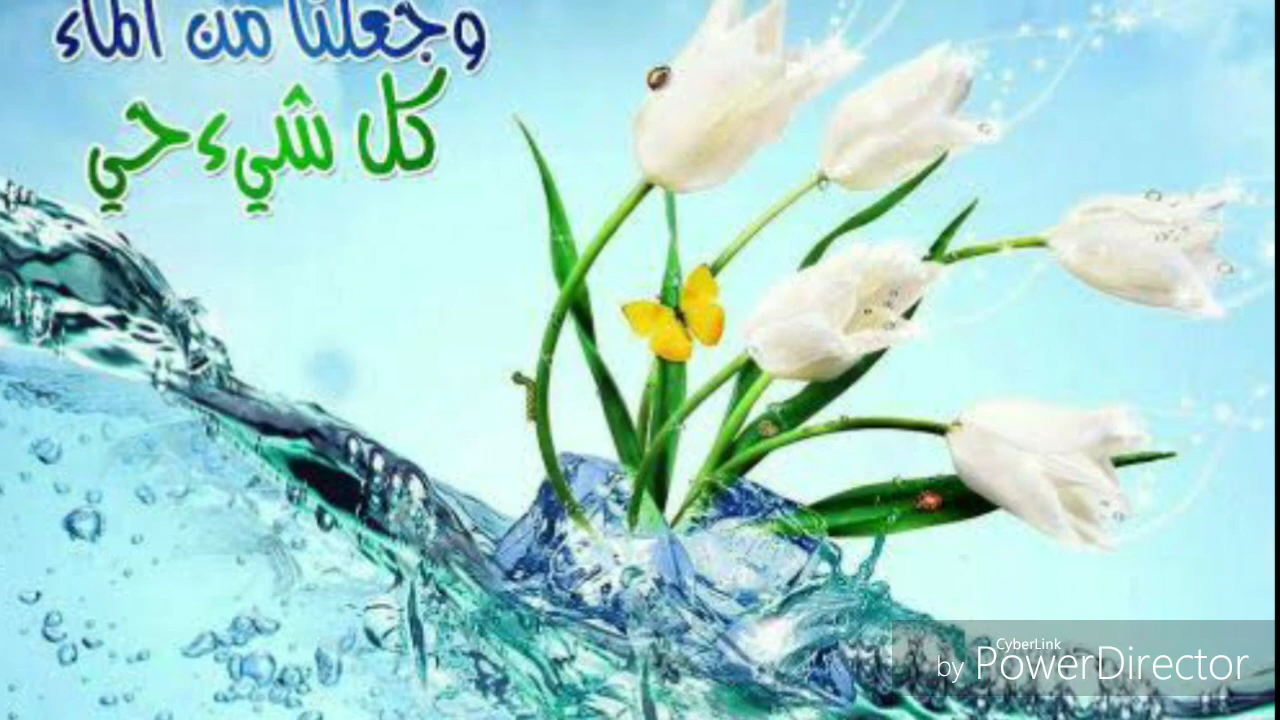 وجعلنا من الماء
كل شيء حي
CyberLink
by PowerDirector